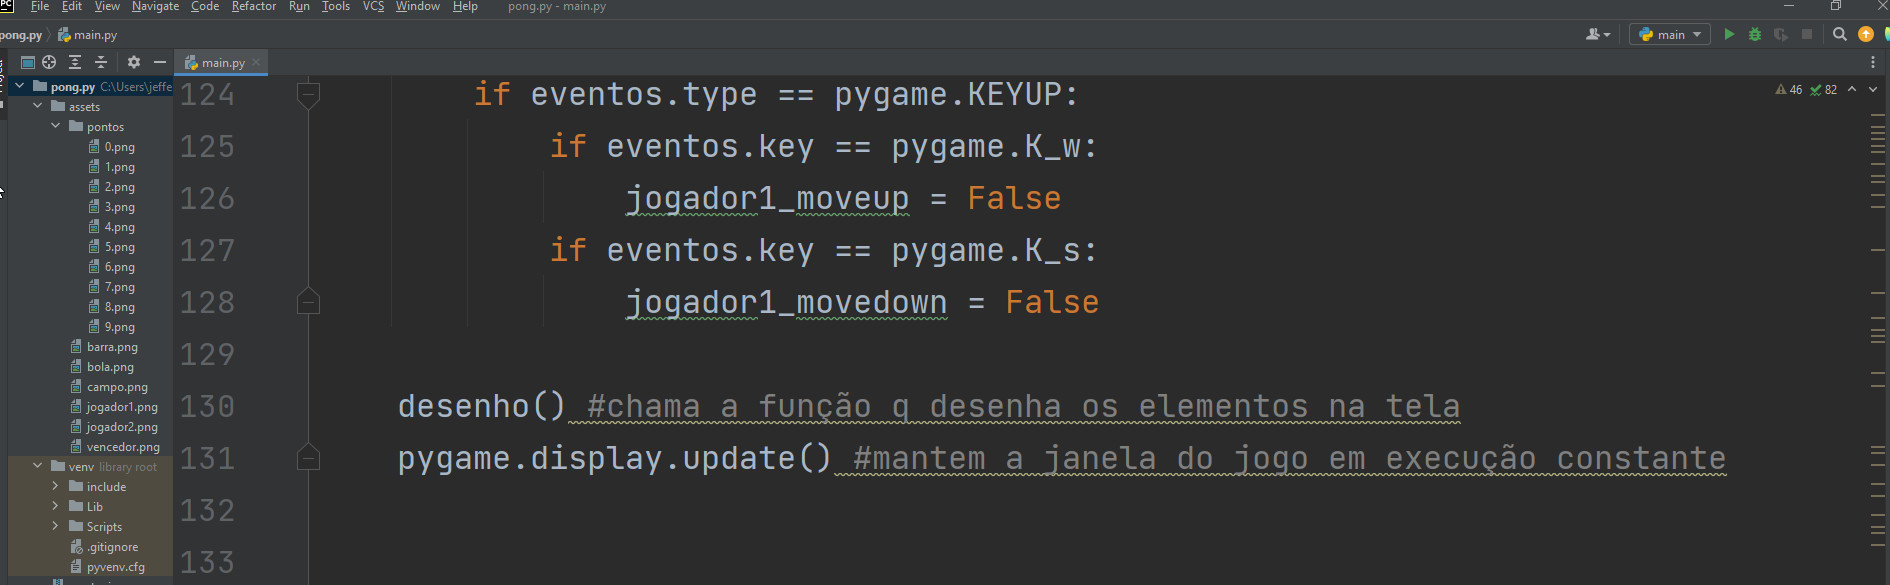 PC File Edit View Navigate Code Refactor Run Tools VCS Window Help pong.py - main.py
pong.py main.py
main
main.py
pong.py C:\Users\jeffe
assets
pontos
0.png
1.png
2.png
3.png
4.png
5.png
6.png
7.png
8.png
9.png
barra.png
bola.png
campo.png
jogador1.png
jogador2.png
vencedor.png
venv library root
include
Lib
Scripts
.gitignore
pyvenv.cfg
46 82
124 if eventos.type == pygame.KEYUP:
125 if eventos.key == pygame.K_w:
126 jogador1_moveup = False
127 if eventos.key == pygame.K_s:
128 jogador1_movedown = False
129
130 desenho() #chama a função q desenha os elementos na tela
131 pygame.display.update() #mantem a janela do jogo em execução constante
132
133